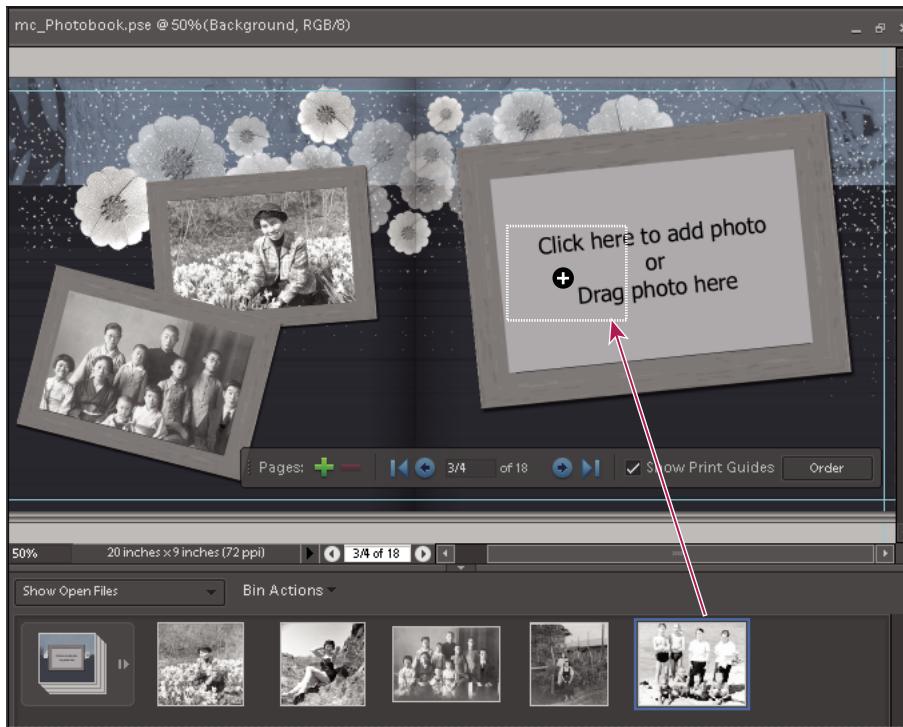 mc_Photobook.pse @ 50% (Background, RGB/8)
Click here to add photo
or
Drag photo here
Pages: 3/4 of 18 Show Print Guides Order
50% 20 inches x 9 inches (72 ppi) 3/4 of 18
Show Open Files Bin Actions